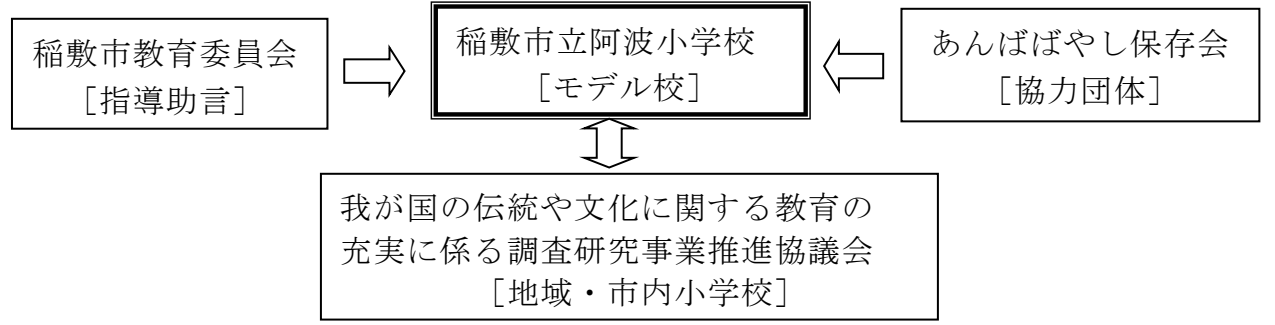 稲敷市教育委員会
［指導助言］
稲敷市立阿波小学校
［モデル校］
あんばばやし保存会
［協力団体］
我が国の伝統や文化に関する教育の
充実に係る調査研究事業推進協議会
［地域・市内小学校］